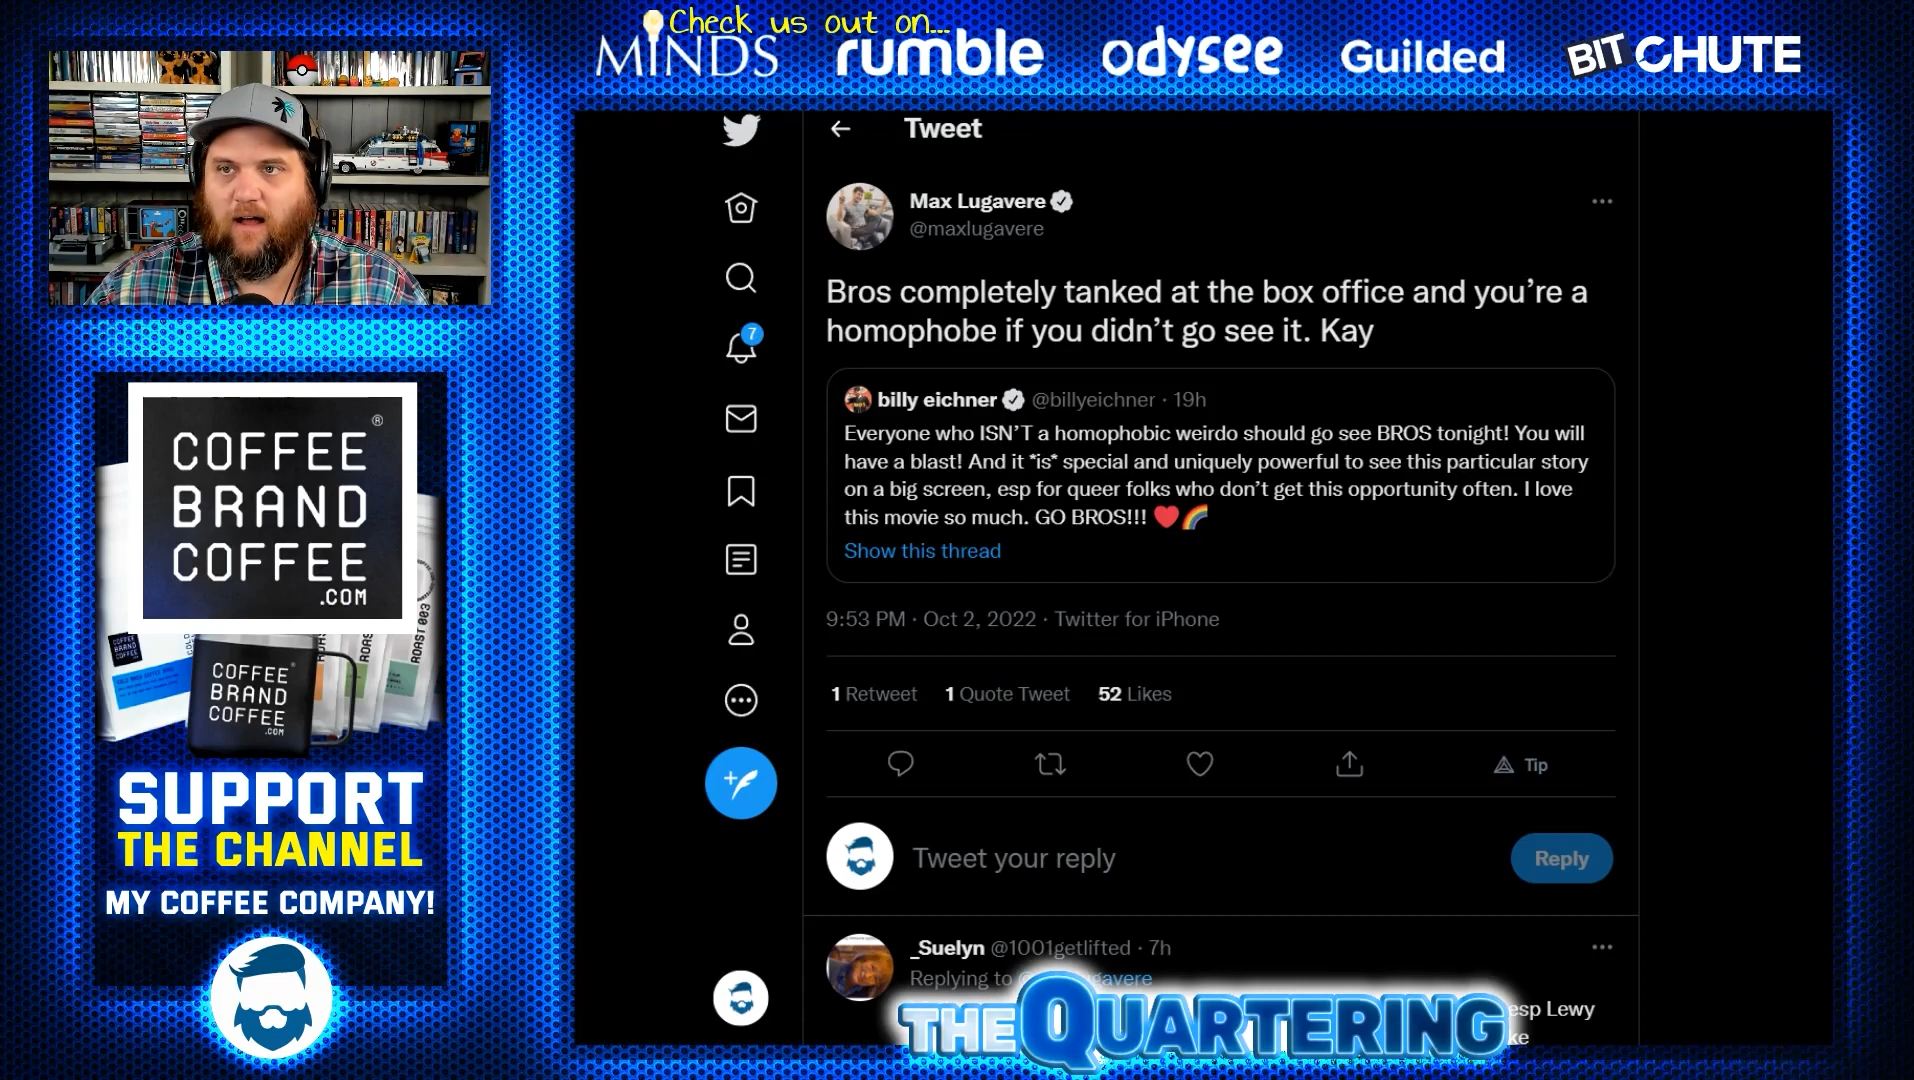 Check us out on...
MINDS rumble odysee Guilded BITCHUTE
Tweet
Max Lugavere
@maxlugavere
Bros completely tanked at the box office and you’re a
homophobe if you didn’t go see it. Kay
7
billy eichner @billyeichner · 19h
Everyone who ISN’T a homophobic weirdo should go see BROS tonight! You will
have a blast! And it *is* special and uniquely powerful to see this particular story
on a big screen, esp for queer folks who don’t get this opportunity often. I love
this movie so much. GO BROS!!! ❤️🌈
Show this thread
9:53 PM · Oct 2, 2022 · Twitter for iPhone
1 Retweet 1 Quote Tweet 52 Likes
Tip
Tweet your reply
Reply
_Suelyn @1001getlifted · 7h
Replying to
esp Lewy
THE QUARTERING
COFFEE ®
BRAND
COFFEE
.COM
ROAST 003
COFFEE
BRAND
COFFEE
.COM
SUPPORT
THE CHANNEL
MY COFFEE COMPANY!